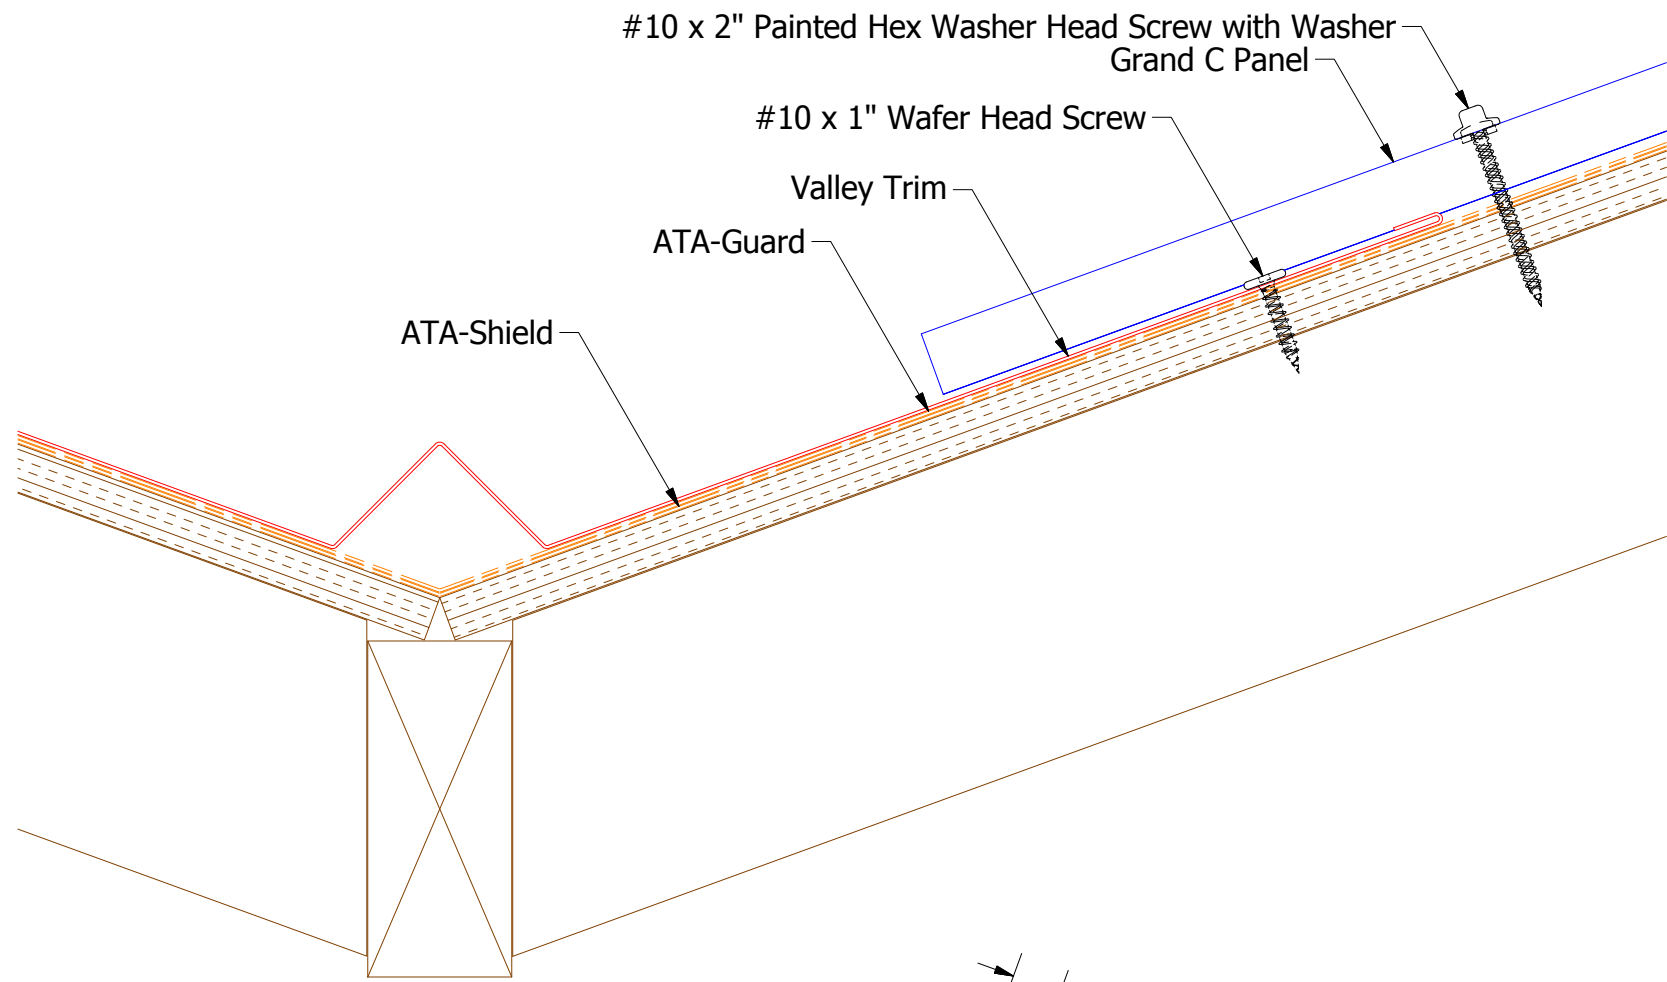 #10 x 2" Painted Hex Washer Head Screw with Washer
Grand C Panel
#10 x 1" Wafer Head Screw
Valley Trim
ATA-Guard
ATA-Shield